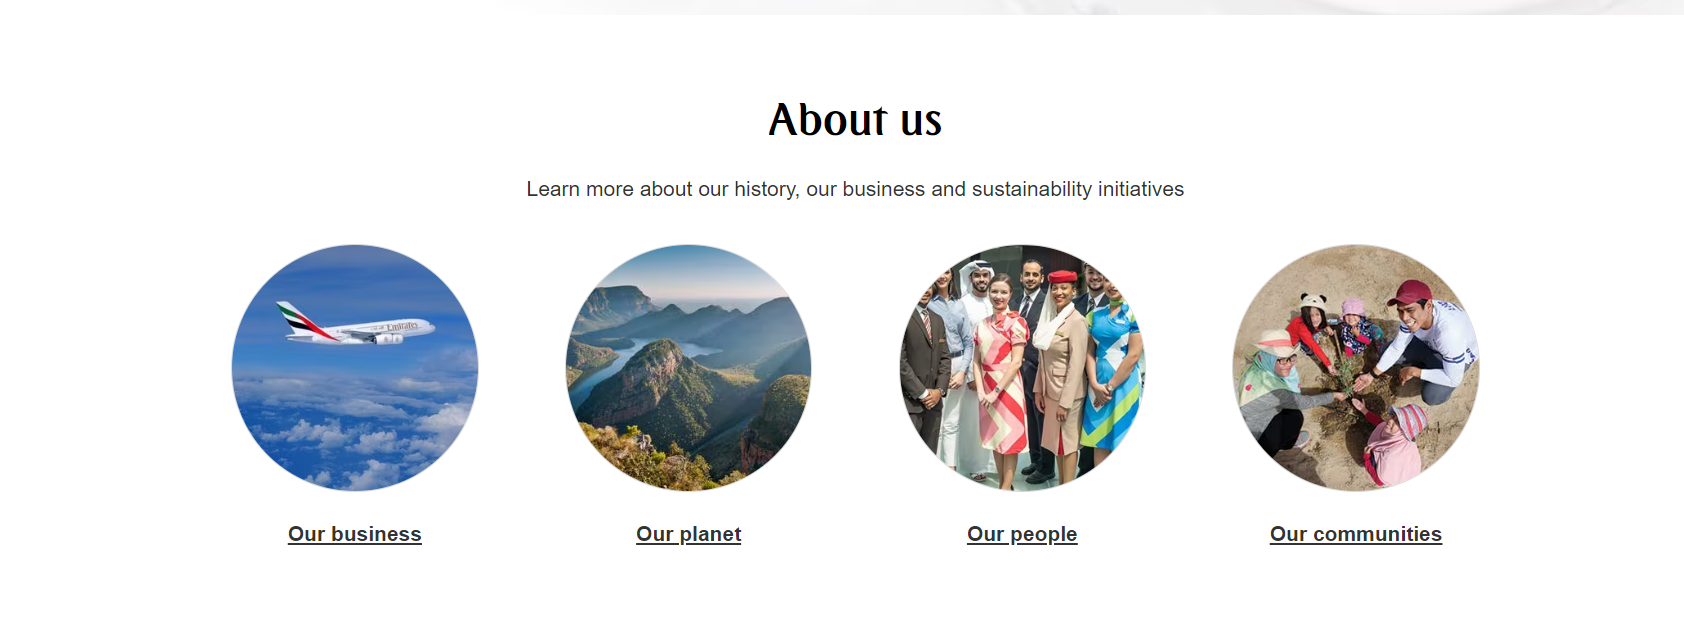 About us
Learn more about our history, our business and sustainability initiatives
Emirates
Our business
Our planet
Our people
Our communities